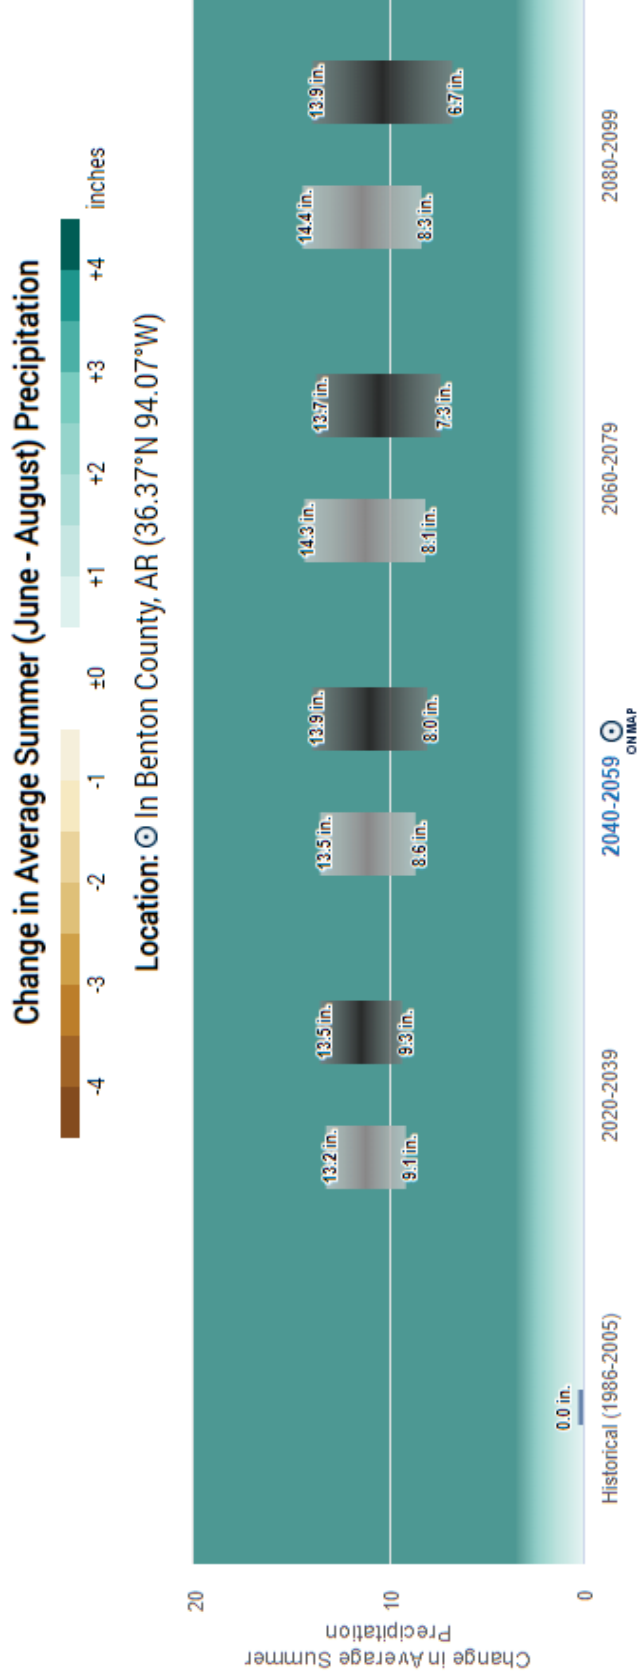 Change in Average Summer (June - August) Precipitation
-4 -3 -2 -1 ±0 +1 +2 +3 +4 inches
Location: In Benton County, AR (36.37°N 94.07°W)
Change in Average Summer
Precipitation
20
10
0
0.0 in.
13.2 in.
9.1 in.
13.5 in.
9.3 in.
13.5 in.
8.6 in.
13.9 in.
8.0 in.
14.3 in.
8.1 in.
13.7 in.
7.3 in.
14.4 in.
8.3 in.
13.9 in.
6.7 in.
Historical (1986-2005) 2020-2039 2040-2059 2060-2079 2080-2099
ON MAP